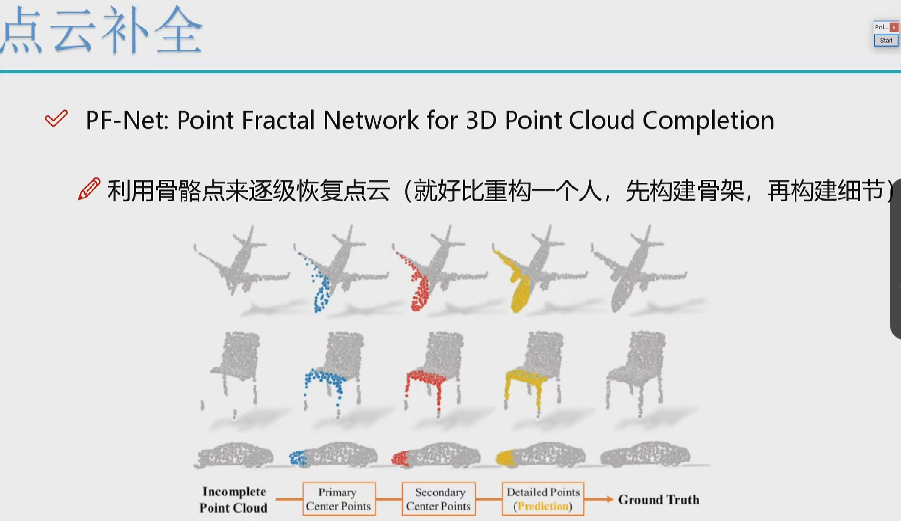 点云补全
Poi...
Start
PF-Net: Point Fractal Network for 3D Point Cloud Completion
利用骨骼点来逐级恢复点云（就好比重构一个人，先构建骨架，再构建细节）
Incomplete
Point Cloud
Primary
Center Points
Secondary
Center Points
Detailed Points
(Prediction)
Ground Truth